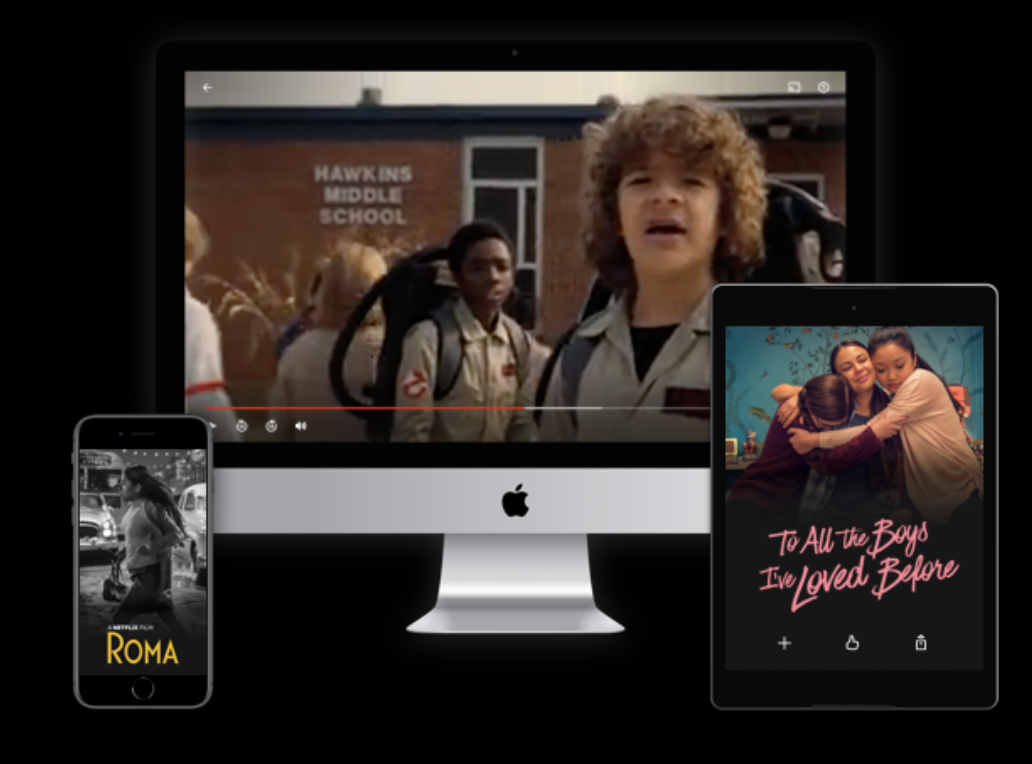 HAWKINS
MIDDLE
SCHOOL
To All the Boys
I've Loved Before
A NETFLIX FILM
ROMA